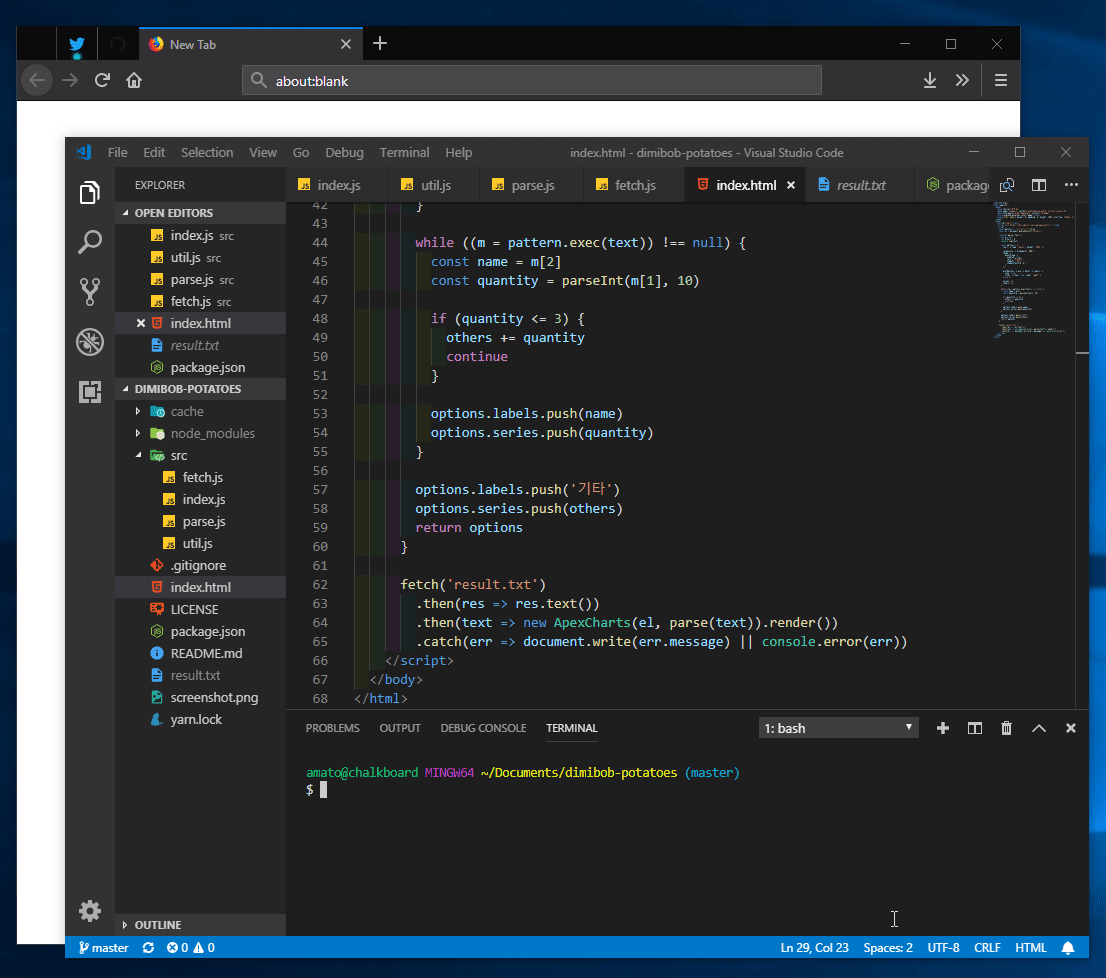 New Tab
about:blank
File Edit Selection View Go Debug Terminal Help
index.html - dimibob-potatoes - Visual Studio Code
EXPLORER
OPEN EDITORS
index.js src
util.js src
parse.js src
fetch.js src
index.html
result.txt
package.json
DIMIBOB-POTATOES
cache
node_modules
src
fetch.js
index.js
parse.js
util.js
.gitignore
index.html
LICENSE
package.json
README.md
result.txt
screenshot.png
yarn.lock
OUTLINE
index.js util.js parse.js fetch.js index.html result.txt packag
42 }
43
44 while ((m = pattern.exec(text)) !== null) {
45 const name = m[2]
46 const quantity = parseInt(m[1], 10)
47
48 if (quantity <= 3) {
49 others += quantity
50 continue
51 }
52
53 options.labels.push(name)
54 options.series.push(quantity)
55 }
56
57 options.labels.push('기타')
58 options.series.push(others)
59 return options
60 }
61
62 fetch('result.txt')
63 .then(res => res.text())
64 .then(text => new ApexCharts(el, parse(text)).render())
65 .catch(err => document.write(err.message) || console.error(err))
66 </script>
67 </body>
68 </html>
PROBLEMS OUTPUT DEBUG CONSOLE TERMINAL
1: bash
amato@chalkboard MINGW64 ~/Documents/dimibob-potatoes (master)
$
master 0 0
Ln 29, Col 23 Spaces: 2 UTF-8 CRLF HTML